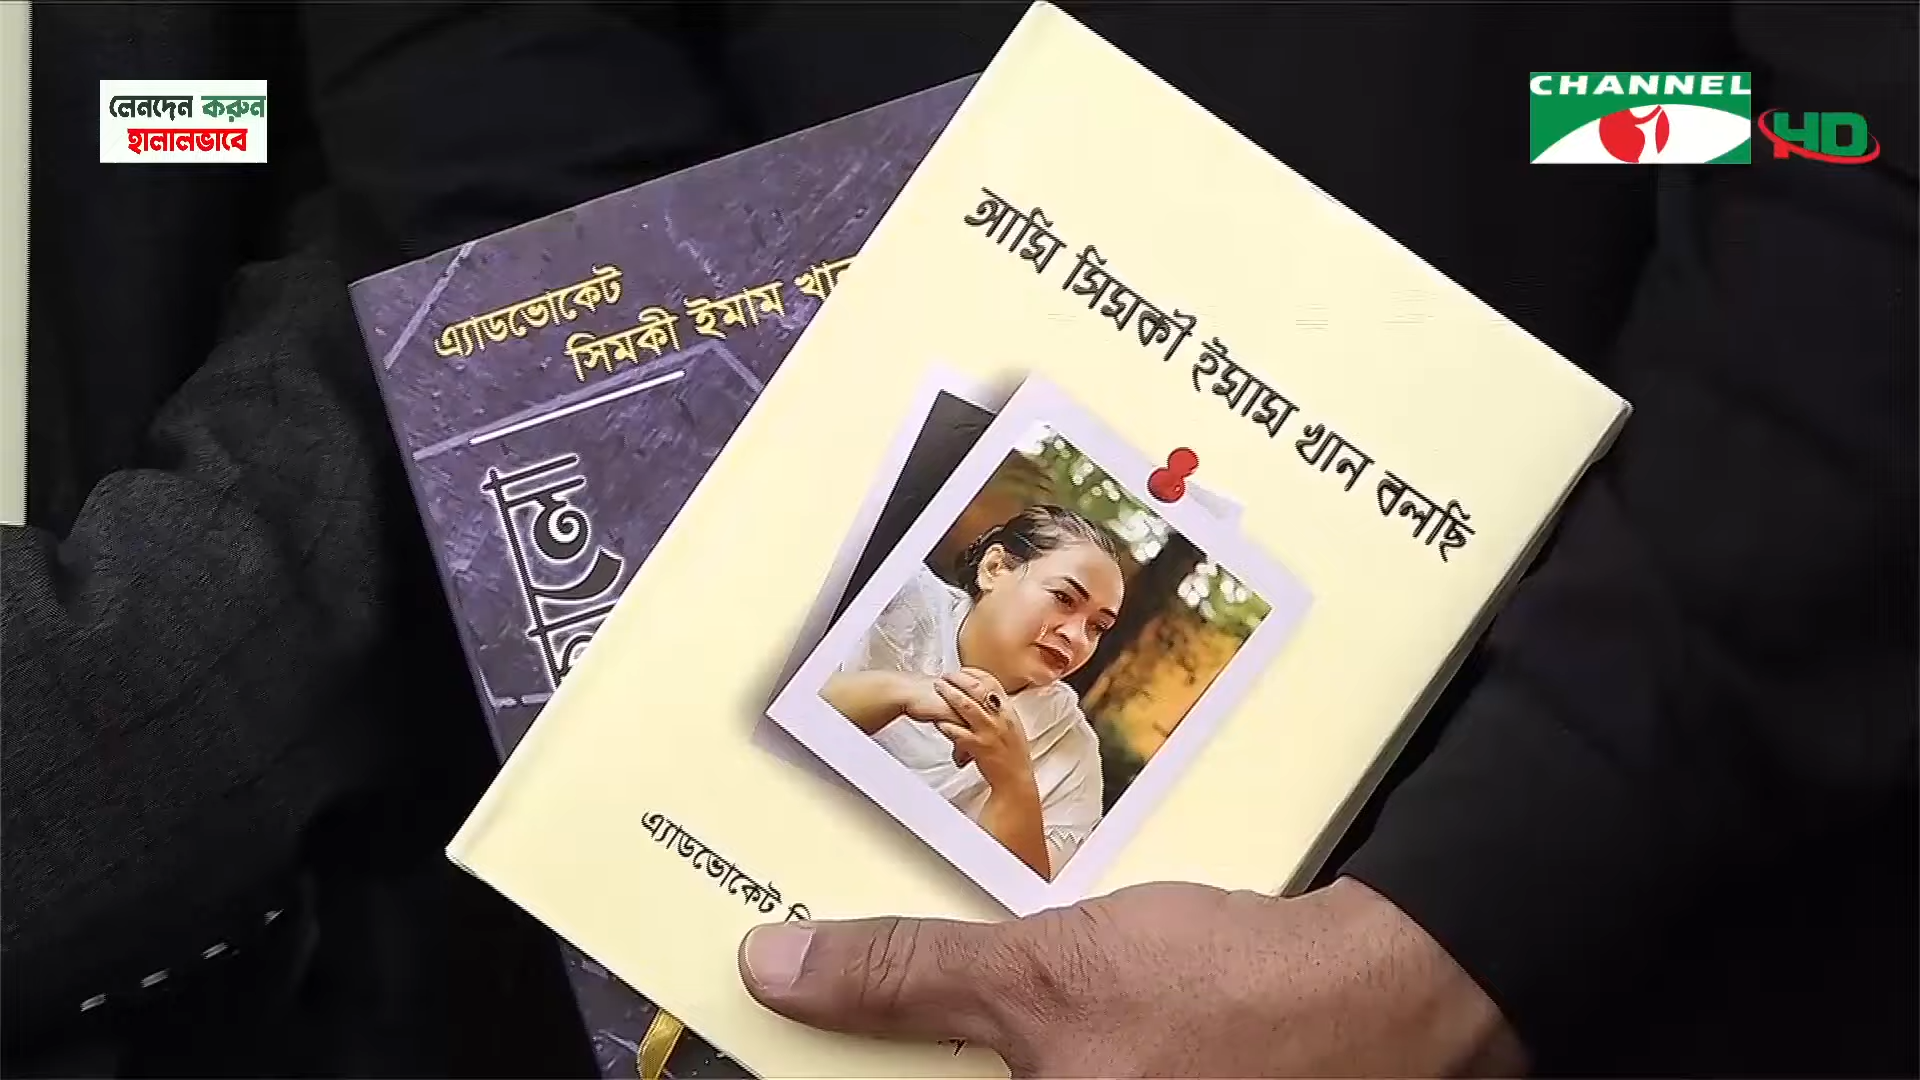 লেনদেন করুন
হালালভাবে
CHANNEL
HD
এ্যাডভোকেট
সিমকী ইমাম খান
আমি সিমকী ইমাম খান বলছি
এ্যাডভোকেট